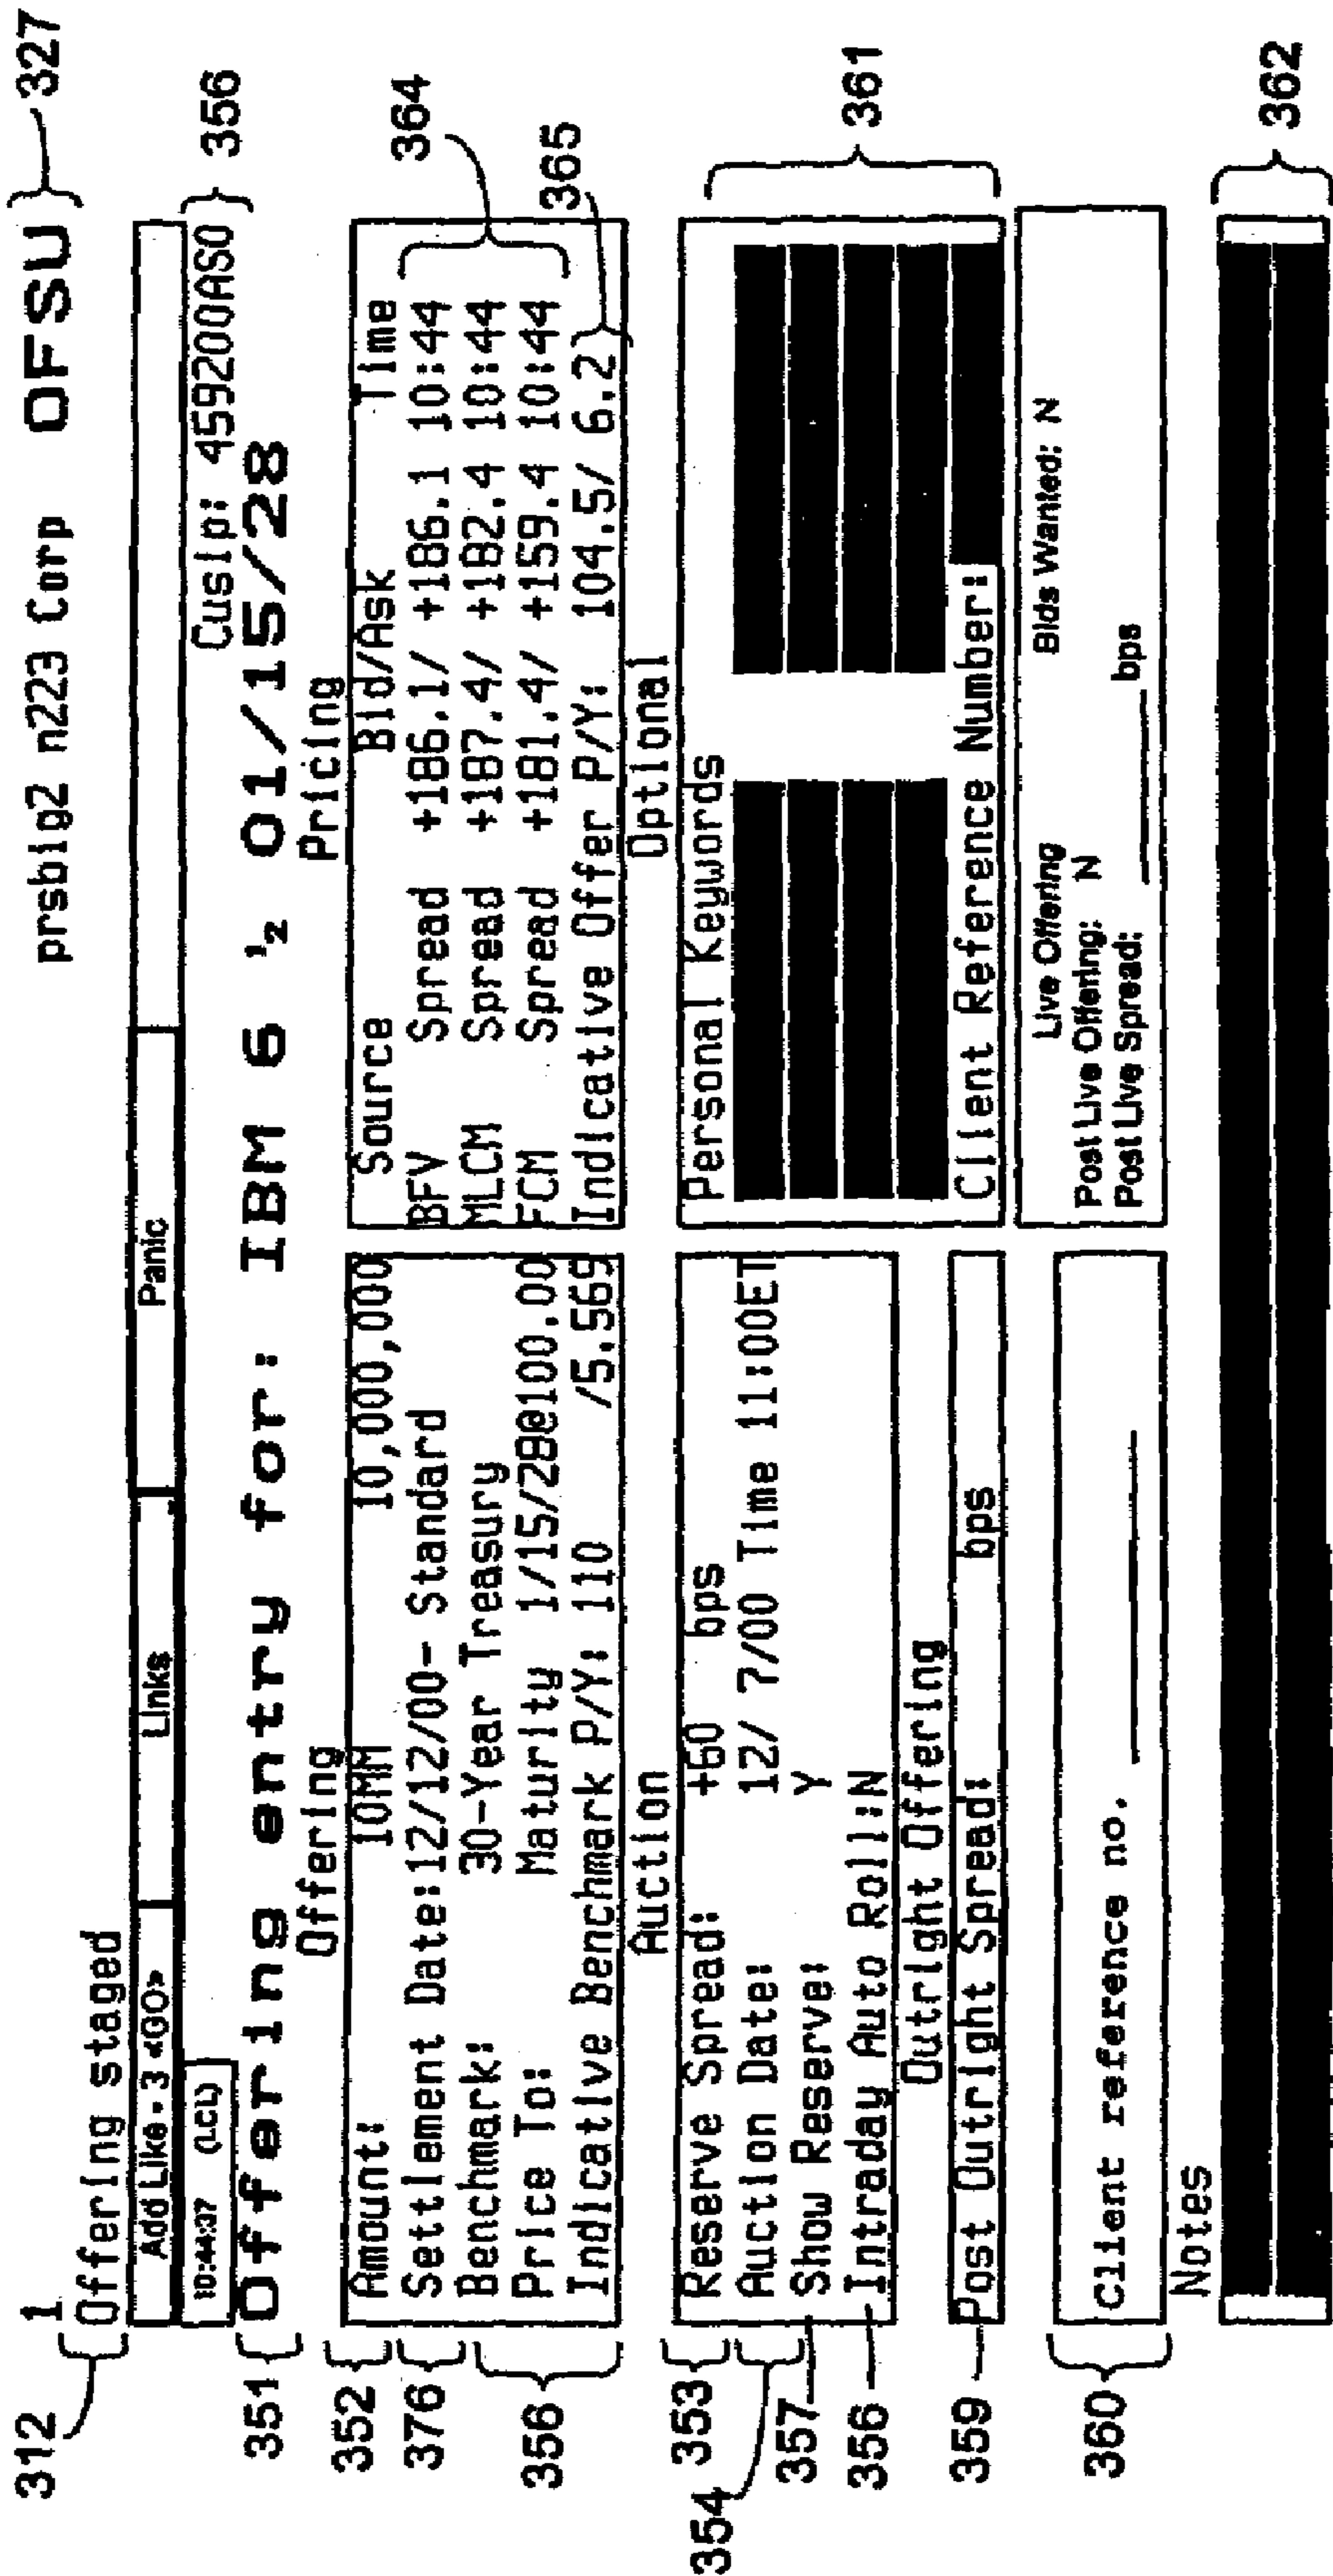 312
1
Offering staged
prsbig2 n223 Corp OFSU
327
Add Like - 3 <GO>
Links
Panic
10:44:37 (LCL)
Cusip: 459200AS0
356
351
Offering entry for: IBM 6 ½ 01/15/28
Offering
Pricing
352
Amount: 10MM 10,000,000
376
Settlement Date: 12/12/00- Standard
Benchmark: 30-Year Treasury
356
Price To: Maturity 1/15/28@100.00
Indicative Benchmark P/Y: 110 /5.569
Source Bid/Ask Time
BFV Spread +186.1/ +186.1 10:44
MLCM Spread +187.4/ +182.4 10:44
FCM Spread +181.4/ +159.4 10:44
364
Indicative Offer P/Y: 104.5/ 6.2
365
Auction
Optional
353
Reserve Spread: +60 bps
354
Auction Date: 12/ 7/00 Time 11:00ET
357
Show Reserve: Y
356
Intraday Auto Roll:N
Personal Keywords
361
Client Reference Number:
Outright Offering
359
Post Outright Spread: bps
Live Offering
Post Live Offering: N
Bids Wanted: N
Post Live Spread: bps
360
Client reference no.
Notes
362